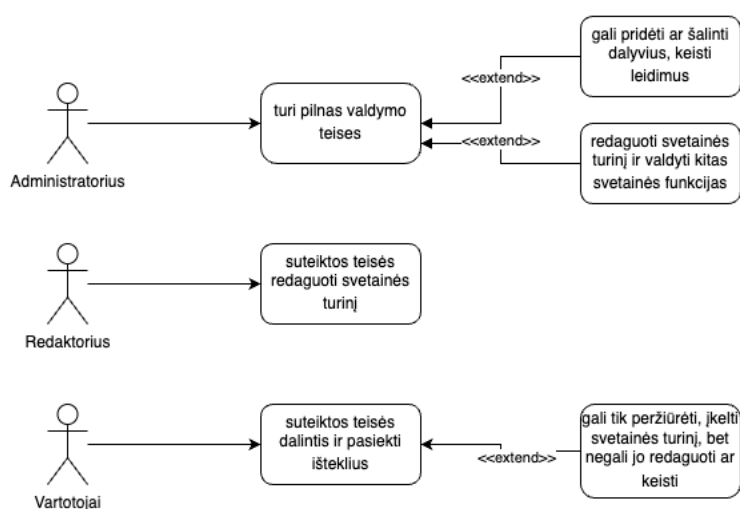 gali pridėti ar šalinti
dalyvius, keisti
leidimus
<<extend>>
turi pilnas valdymo
teises
<<extend>>
redaguoti svetainės
turinį ir valdyti kitas
svetainės funkcijas
Administratorius
suteiktos teisės
redaguoti svetainės
turinį
Redaktorius
suteiktos teisės
dalintis ir pasiekti
išteklius
<<extend>>
gali tik peržiūrėti, įkelti
svetainės turinį, bet
negali jo redaguoti ar
keisti
Vartotojai